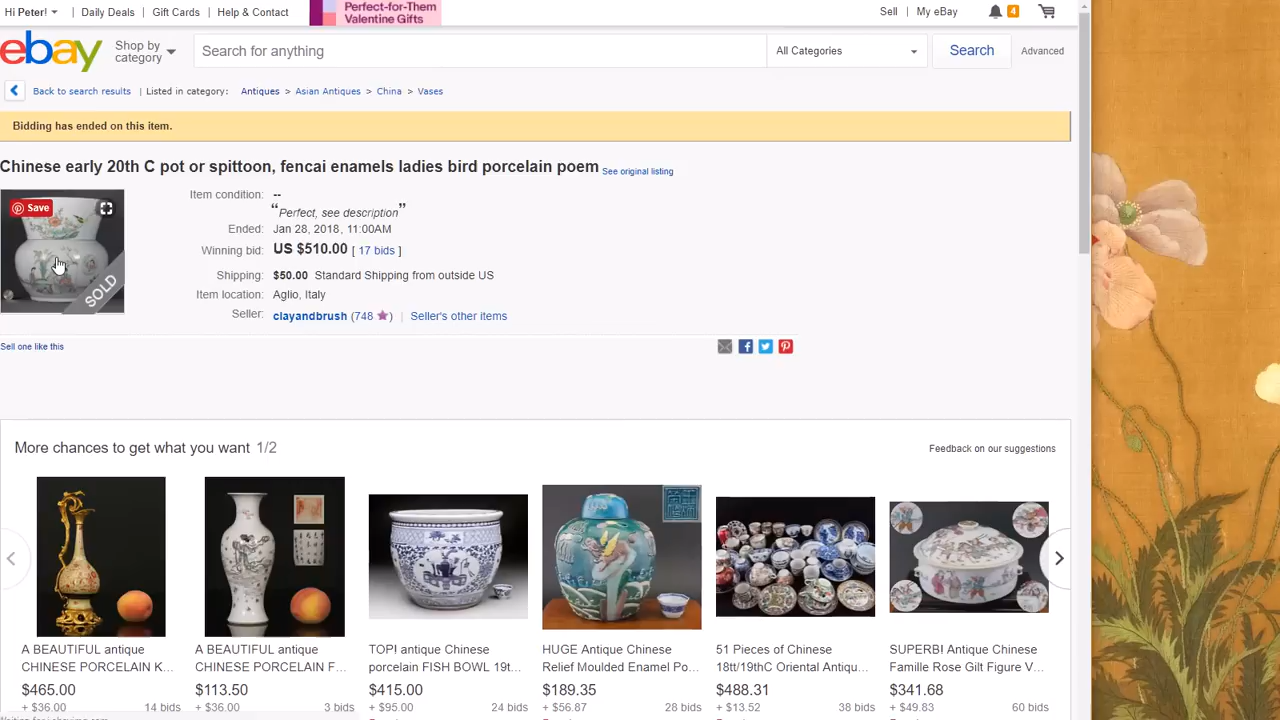 Hi Peter!
Daily Deals
Gift Cards
Help & Contact
Perfect-for-Them
Valentine Gifts
Sell
My eBay
4
ebay
Shop by
category
Search for anything
All Categories
Search
Advanced
Back to search results | Listed in category: Antiques > Asian Antiques > China > Vases
Bidding has ended on this item.
Chinese early 20th C pot or spittoon, fencai enamels ladies bird porcelain poem See original listing
Save
SOLD
Item condition: --
“Perfect, see description”
Ended: Jan 28, 2018, 11:00AM
Winning bid: US $510.00 [ 17 bids ]
Shipping: $50.00 Standard Shipping from outside US
Item location: Aglio, Italy
Seller: clayandbrush (748 ) | Seller's other items
Sell one like this
More chances to get what you want 1/2
Feedback on our suggestions
A BEAUTIFUL antique
CHINESE PORCELAIN K...
$465.00
+ $36.00 14 bids
A BEAUTIFUL antique
CHINESE PORCELAIN F...
$113.50
+ $36.00 3 bids
TOP! antique Chinese
porcelain FISH BOWL 19t...
$415.00
+ $95.00 24 bids
HUGE Antique Chinese
Relief Moulded Enamel Po...
$189.35
+ $56.87 28 bids
51 Pieces of Chinese
18tt/19thC Oriental Antiqu...
$488.31
+ $13.52 38 bids
SUPERB! Antique Chinese
Famille Rose Gilt Figure V...
$341.68
+ $49.83 60 bids